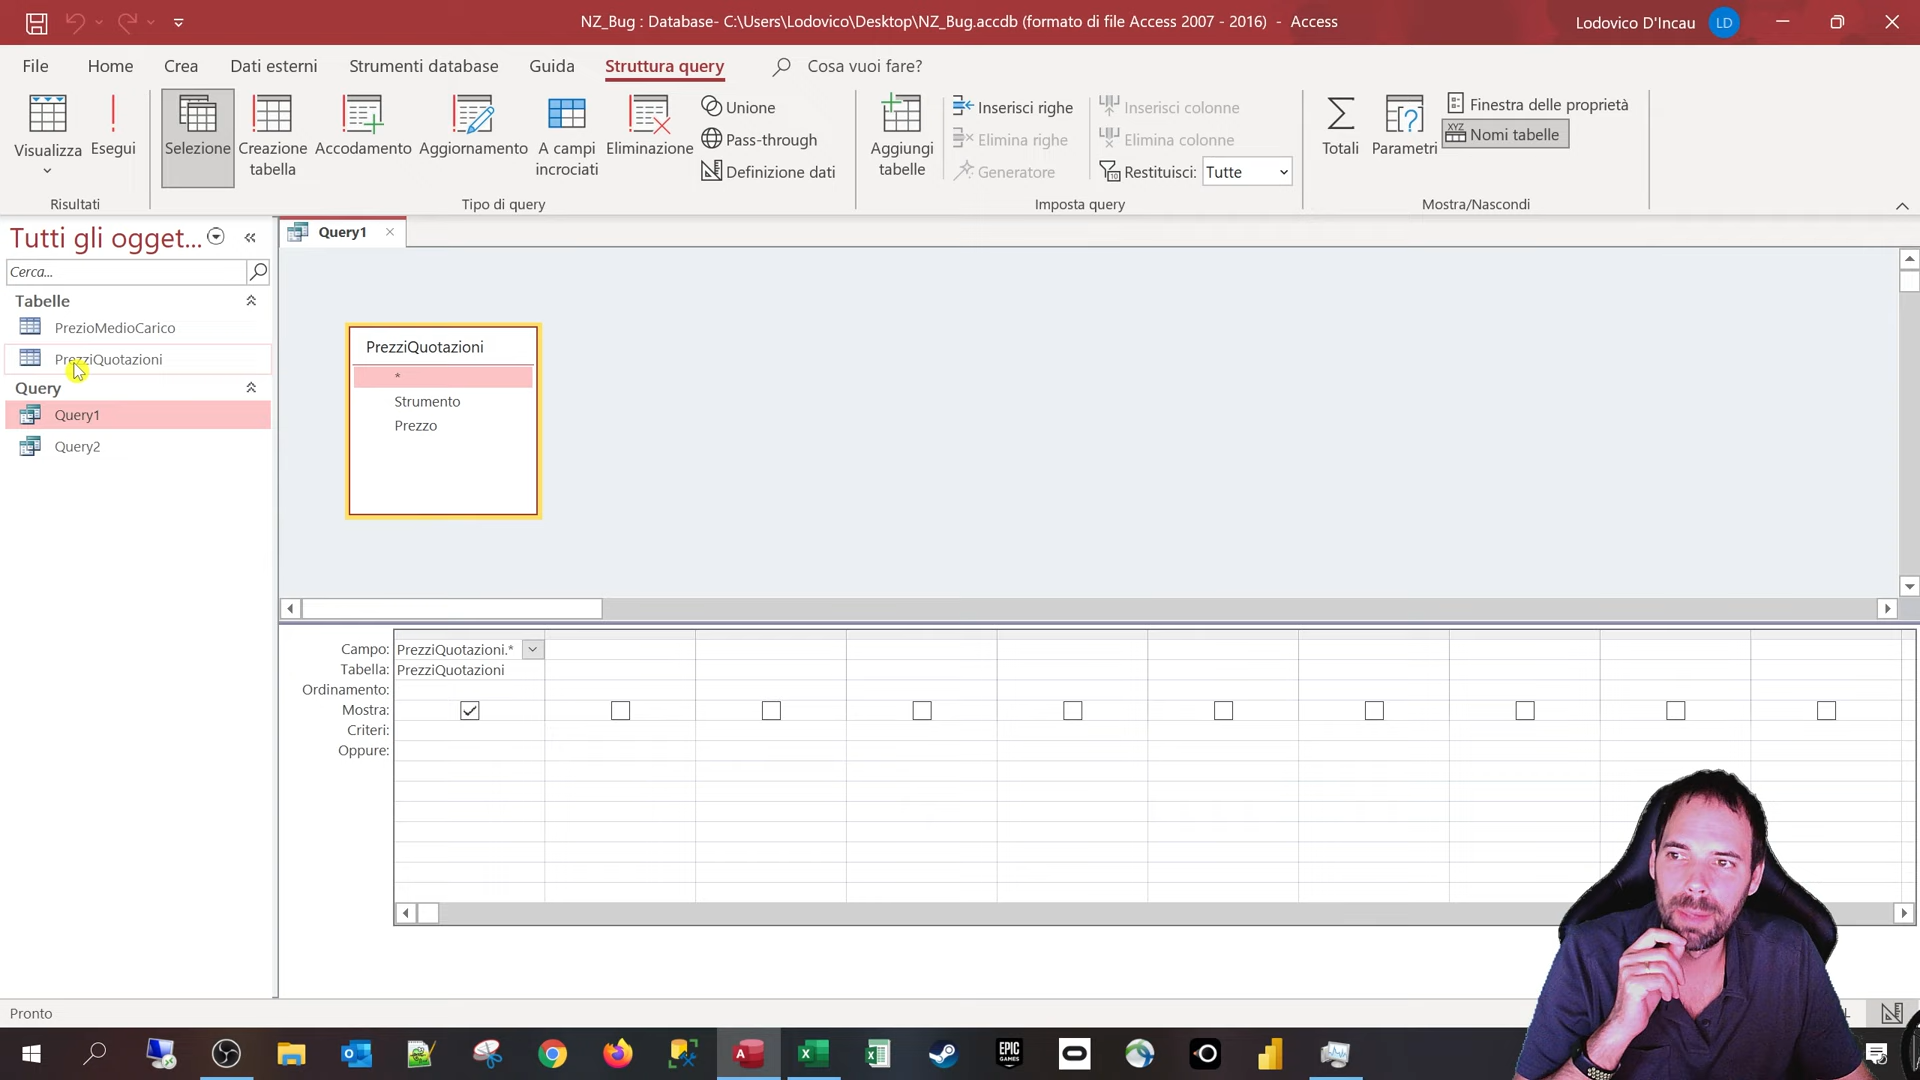 NZ_Bug : Database- C:\Users\Lodovico\Desktop\NZ_Bug.accdb (formato di file Access 2007 - 2016) - Access
Lodovico D'Incau
LD
File Home Crea Dati esterni Strumenti database Guida Struttura query Cosa vuoi fare?
Visualizza
Esegui
Risultati
Selezione
Creazione
tabella
Accodamento
Aggiornamento
A campi
incrociati
Eliminazione
Unione
Pass-through
Definizione dati
Tipo di query
Aggiungi
tabelle
Inserisci righe
Elimina righe
Generatore
Inserisci colonne
Elimina colonne
Restituisci: Tutte
Imposta query
Totali
Parametri
Finestra delle proprietà
XYZ Nomi tabelle
Mostra/Nascondi
Tutti gli ogget...
Cerca...
Tabelle
PrezioMedioCarico
PrezziQuotazioni
Query
Query1
Query2
Query1
PrezziQuotazioni
*
Strumento
Prezzo
Campo: PrezziQuotazioni.*
Tabella: PrezziQuotazioni
Ordinamento:
Mostra:
Criteri:
Oppure:
Pronto
EPIC
GAMES